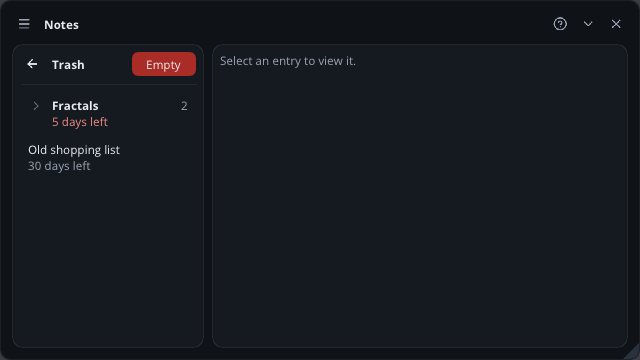 Notes
Trash
Empty
Fractals 2
5 days left
Old shopping list
30 days left
Select an entry to view it.